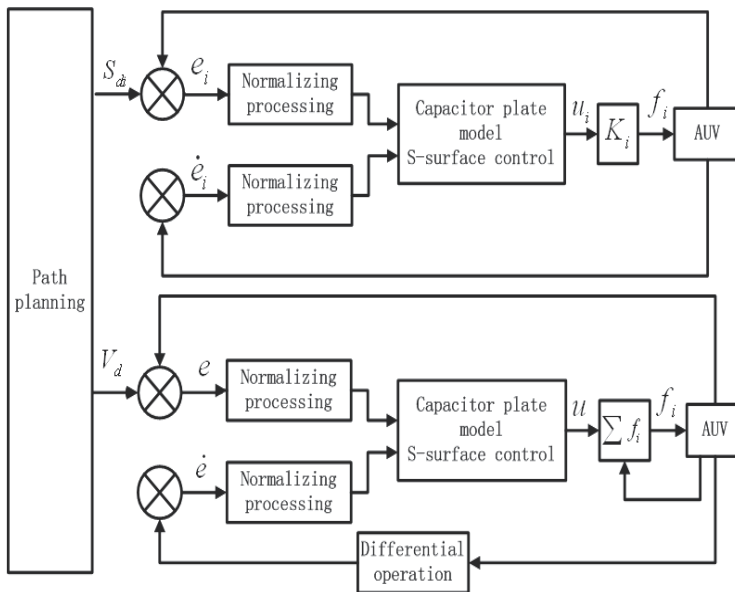 Path
planning
S_di
e_i
Normalizing
processing
ė_i
Normalizing
processing
Capacitor plate
model
S-surface control
u_i
K_i
f_i
AUV
V_d
e
Normalizing
processing
ė
Normalizing
processing
Capacitor plate
model
S-surface control
u
∑ f_i
f_i
AUV
Differential
operation